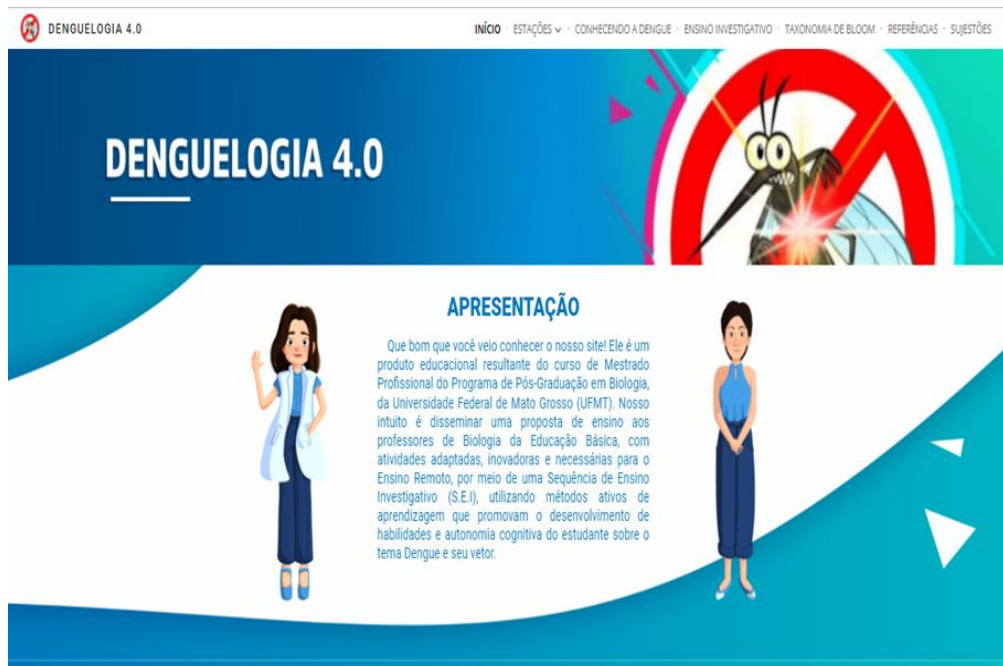 DENGUELOGIA 4.0
INÍCIO · ESTAÇÕES · CONHECENDO A DENGUE · ENSINO INVESTIGATIVO · TAXONOMIA DE BLOOM · REFERÊNCIAS · SUJESTÕES
DENGUELOGIA 4.0
APRESENTAÇÃO
Que bom que você veio conhecer o nosso site! Ele é um
produto educacional resultante do curso de Mestrado
Profissional do Programa de Pós-Graduação em Biologia,
da Universidade Federal de Mato Grosso (UFMT). Nosso
intuito é disseminar uma proposta de ensino aos
professores de Biologia da Educação Básica, com
atividades adaptadas, inovadoras e necessárias para o
Ensino Remoto, por meio de uma Sequência de Ensino
Investigativo (S.E.I), utilizando métodos ativos de
aprendizagem que promovam o desenvolvimento de
habilidades e autonomia cognitiva do estudante sobre o
tema Dengue e seu vetor.